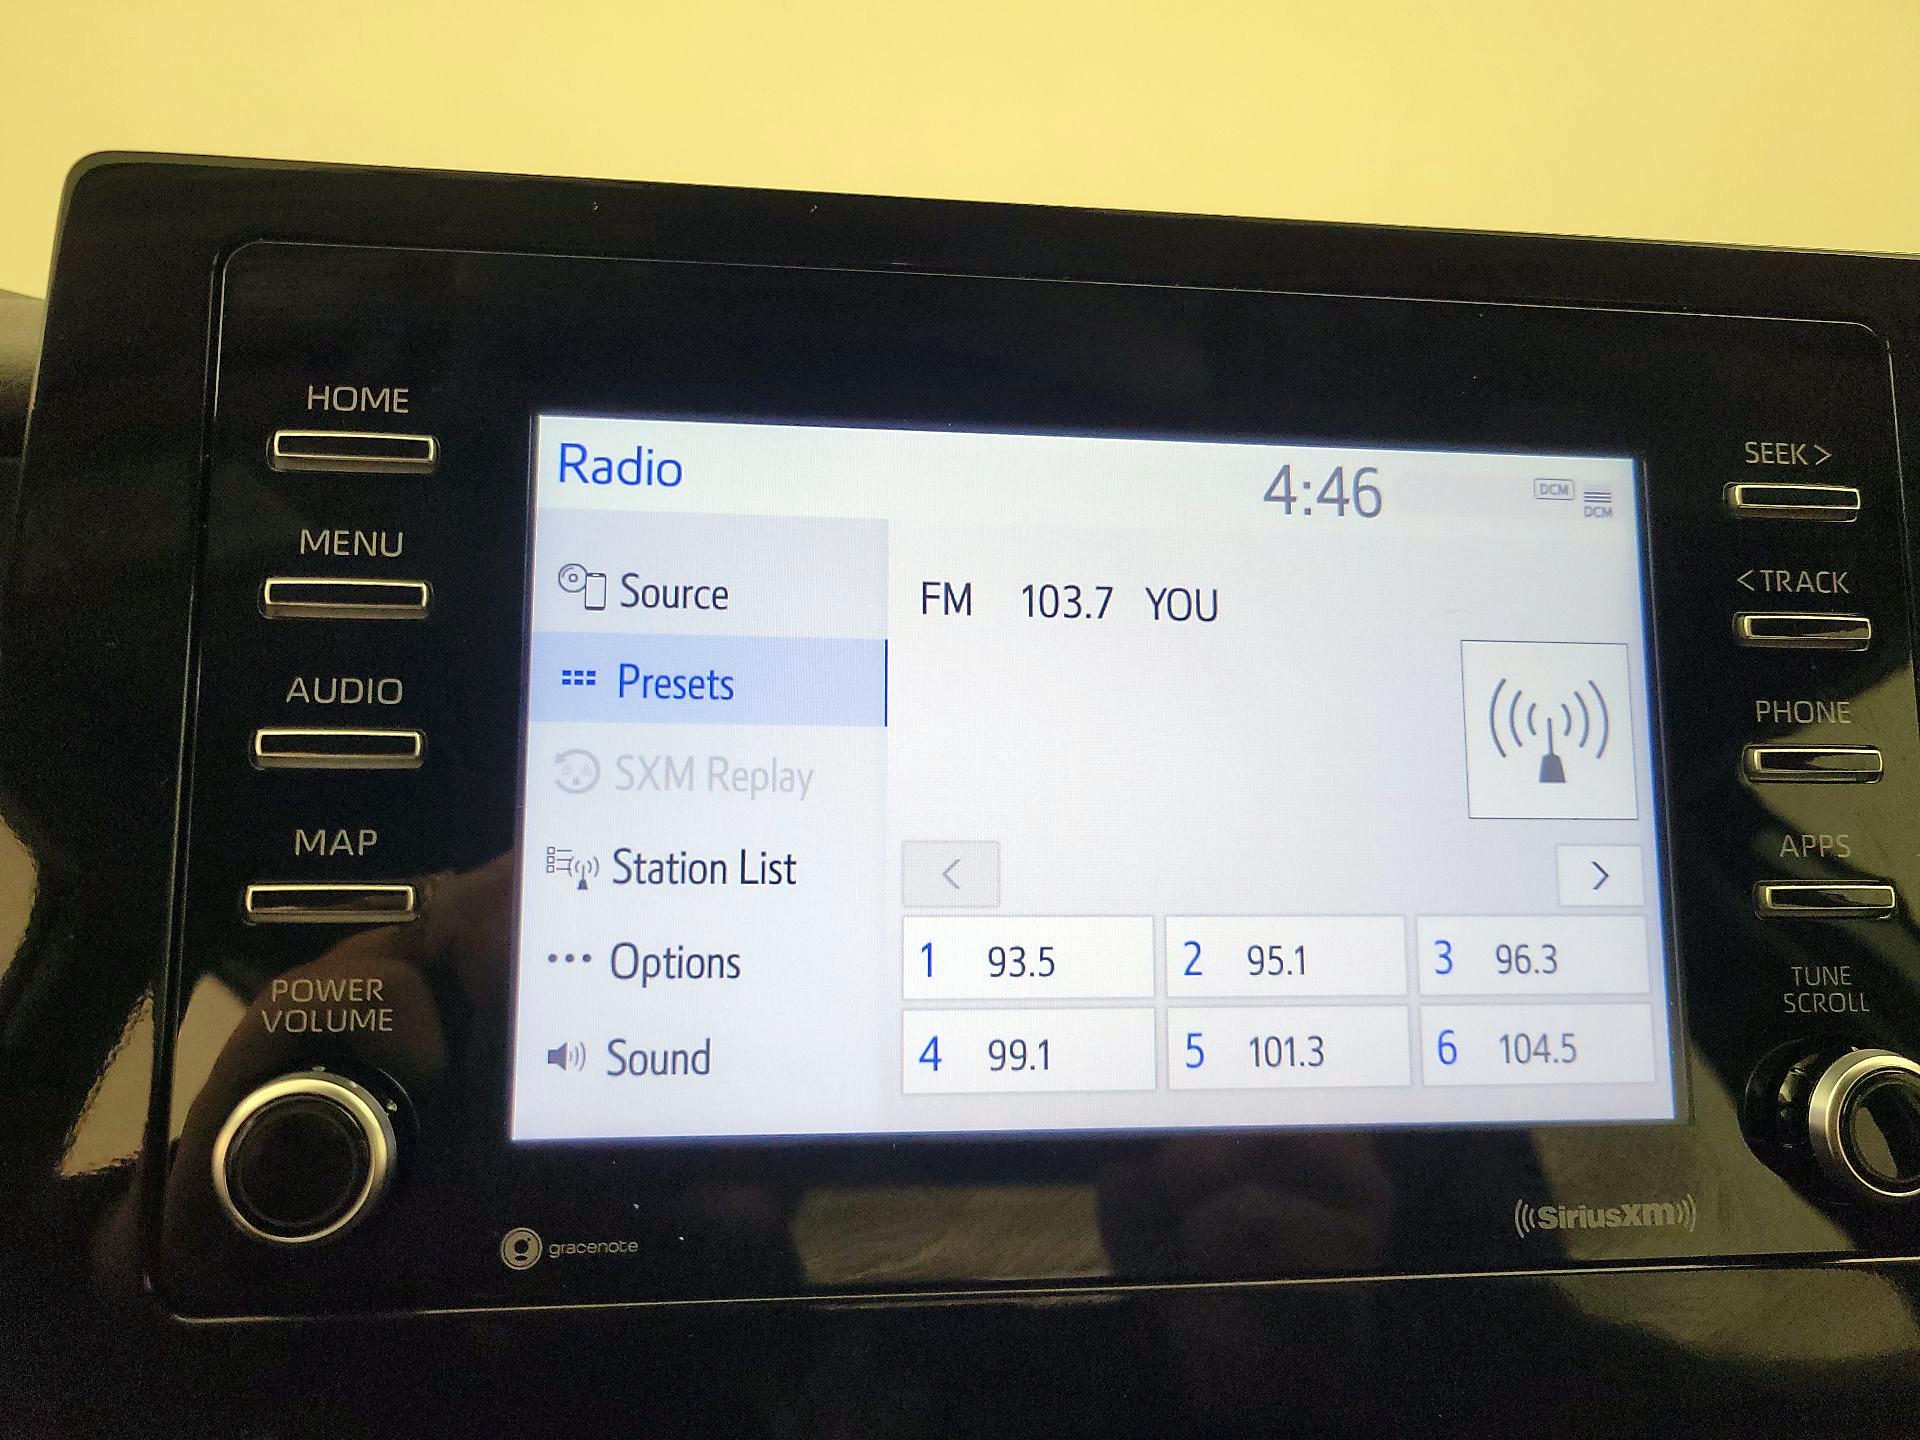 HOME
MENU
AUDIO
MAP
POWER
VOLUME
Radio
4:46
DCM
DCM
Source
Presets
SXM Replay
Station List
Options
Sound
FM 103.7 YOU
<
>
1 93.5
2 95.1
3 96.3
4 99.1
5 101.3
6 104.5
SEEK >
< TRACK
PHONE
APPS
TUNE
SCROLL
gracenote
SiriusXM